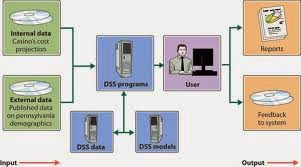 Internal data
Casino's cost
projection
External data
Published data
on pennsylvania
demographics
DSS programs
User
DSS data
DSS models
Reports
Feedback
to system
Input
Output